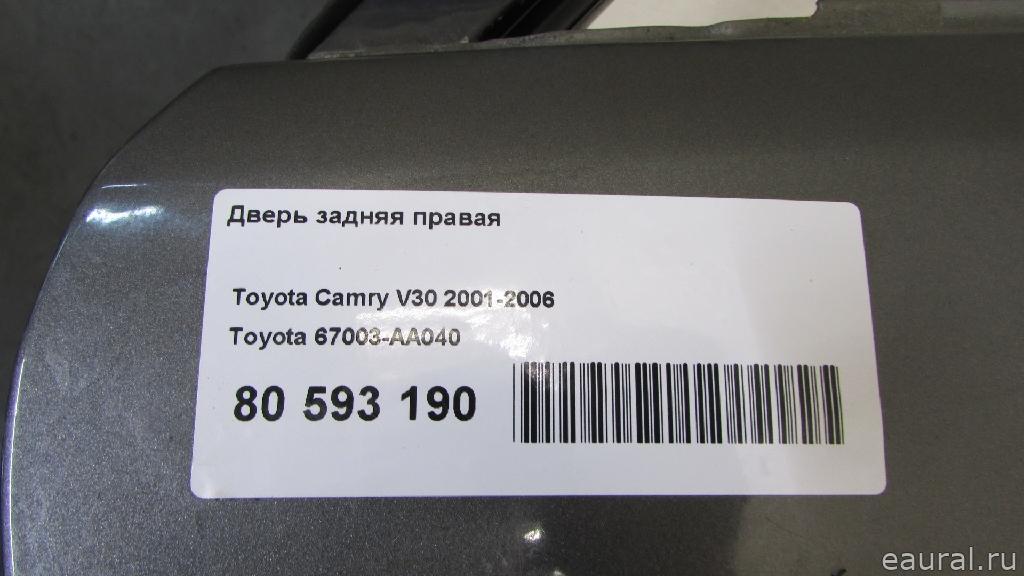 Дверь задняя правая
Toyota Camry V30 2001-2006
Toyota 67003-AA040
80 593 190
eaural.ru